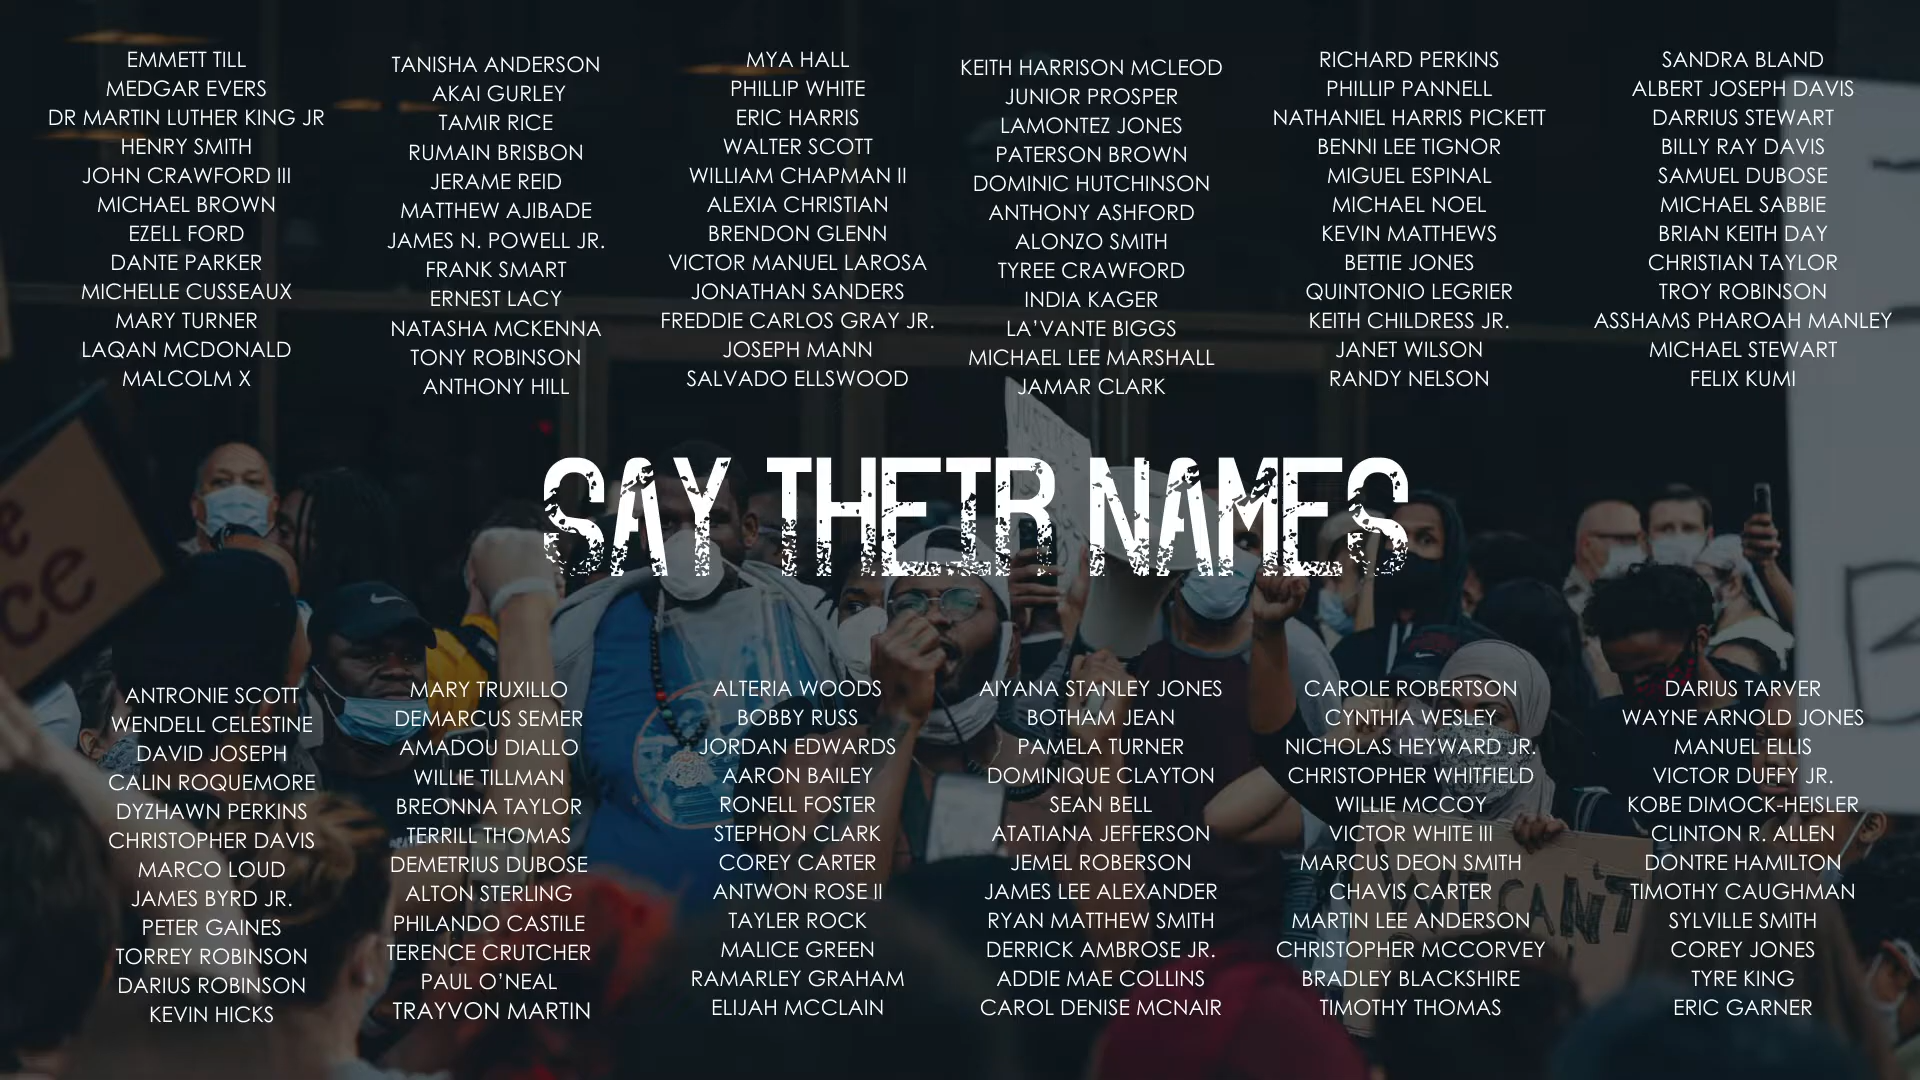 EMMETT TILL
MEDGAR EVERS
DR MARTIN LUTHER KING JR
HENRY SMITH
JOHN CRAWFORD III
MICHAEL BROWN
EZELL FORD
DANTE PARKER
MICHELLE CUSSEAUX
MARY TURNER
LAQAN MCDONALD
MALCOLM X
TANISHA ANDERSON
AKAI GURLEY
TAMIR RICE
RUMAIN BRISBON
JERAME REID
MATTHEW AJIBADE
JAMES N. POWELL JR.
FRANK SMART
ERNEST LACY
NATASHA MCKENNA
TONY ROBINSON
ANTHONY HILL
MYA HALL
PHILLIP WHITE
ERIC HARRIS
WALTER SCOTT
WILLIAM CHAPMAN II
ALEXIA CHRISTIAN
BRENDON GLENN
VICTOR MANUEL LAROSA
JONATHAN SANDERS
FREDDIE CARLOS GRAY JR.
JOSEPH MANN
SALVADO ELLSWOOD
KEITH HARRISON MCLEOD
JUNIOR PROSPER
LAMONTEZ JONES
PATERSON BROWN
DOMINIC HUTCHINSON
ANTHONY ASHFORD
ALONZO SMITH
TYREE CRAWFORD
INDIA KAGER
LA’VANTE BIGGS
MICHAEL LEE MARSHALL
JAMAR CLARK
RICHARD PERKINS
PHILLIP PANNELL
NATHANIEL HARRIS PICKETT
BENNI LEE TIGNOR
MIGUEL ESPINAL
MICHAEL NOEL
KEVIN MATTHEWS
BETTIE JONES
QUINTONIO LEGRIER
KEITH CHILDRESS JR.
JANET WILSON
RANDY NELSON
SANDRA BLAND
ALBERT JOSEPH DAVIS
DARRIUS STEWART
BILLY RAY DAVIS
SAMUEL DUBOSE
MICHAEL SABBIE
BRIAN KEITH DAY
CHRISTIAN TAYLOR
TROY ROBINSON
ASSHAMS PHAROAH MANLEY
MICHAEL STEWART
FELIX KUMI
SAY THEIR NAMES
ANTRONIE SCOTT
WENDELL CELESTINE
DAVID JOSEPH
CALIN ROQUEMORE
DYZHAWN PERKINS
CHRISTOPHER DAVIS
MARCO LOUD
JAMES BYRD JR.
PETER GAINES
TORREY ROBINSON
DARIUS ROBINSON
KEVIN HICKS
MARY TRUXILLO
DEMARCUS SEMER
AMADOU DIALLO
WILLIE TILLMAN
BREONNA TAYLOR
TERRILL THOMAS
DEMETRIUS DUBOSE
ALTON STERLING
PHILANDO CASTILE
TERENCE CRUTCHER
PAUL O’NEAL
TRAYVON MARTIN
ALTERIA WOODS
BOBBY RUSS
JORDAN EDWARDS
AARON BAILEY
RONELL FOSTER
STEPHON CLARK
COREY CARTER
ANTWON ROSE II
TAYLER ROCK
MALICE GREEN
RAMARLEY GRAHAM
ELIJAH MCCLAIN
AIYANA STANLEY JONES
BOTHAM JEAN
PAMELA TURNER
DOMINIQUE CLAYTON
SEAN BELL
ATATIANA JEFFERSON
JEMEL ROBERSON
JAMES LEE ALEXANDER
RYAN MATTHEW SMITH
DERRICK AMBROSE JR.
ADDIE MAE COLLINS
CAROL DENISE MCNAIR
CAROLE ROBERTSON
CYNTHIA WESLEY
NICHOLAS HEYWARD JR.
CHRISTOPHER WHITFIELD
WILLIE MCCOY
VICTOR WHITE III
MARCUS DEON SMITH
CHAVIS CARTER
MARTIN LEE ANDERSON
CHRISTOPHER MCCORVEY
BRADLEY BLACKSHIRE
TIMOTHY THOMAS
DARIUS TARVER
WAYNE ARNOLD JONES
MANUEL ELLIS
VICTOR DUFFY JR.
KOBE DIMOCK-HEISLER
CLINTON R. ALLEN
DONTRE HAMILTON
TIMOTHY CAUGHMAN
SYLVILLE SMITH
COREY JONES
TYRE KING
ERIC GARNER